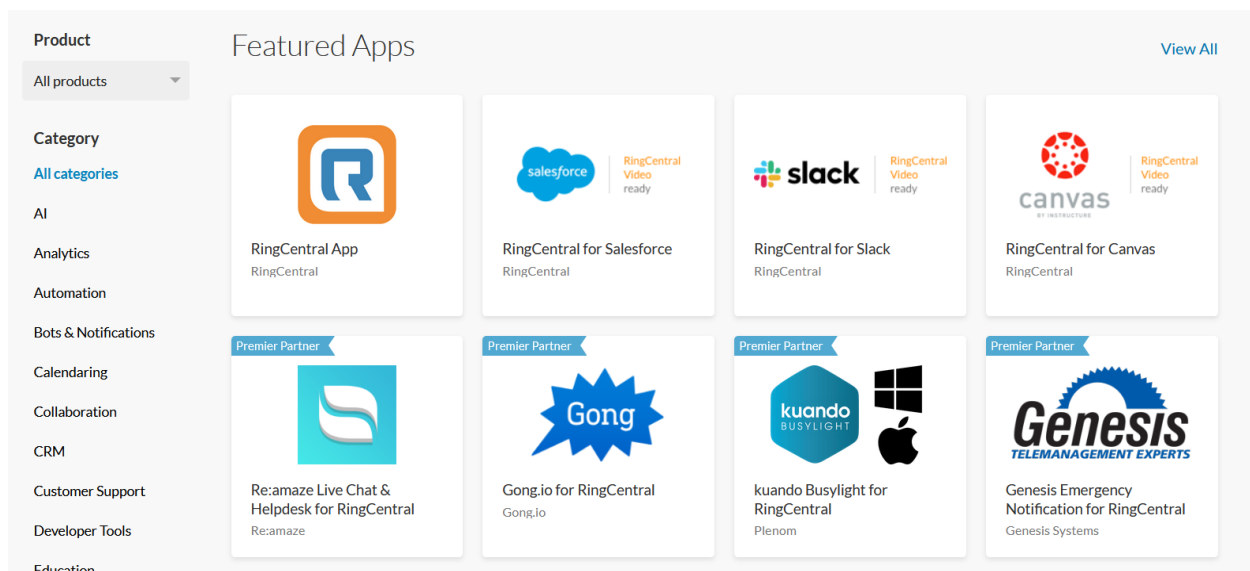 Product
All products
Category
All categories
AI
Analytics
Automation
Bots & Notifications
Calendaring
Collaboration
CRM
Customer Support
Developer Tools
Education
Featured Apps
View All
R
RingCentral App
RingCentral
salesforce
RingCentral
Video
ready
RingCentral for Salesforce
RingCentral
slack
RingCentral
Video
ready
RingCentral for Slack
RingCentral
canvas
BY INSTRUCTURE
RingCentral
Video
ready
RingCentral for Canvas
RingCentral
Premier Partner
Re:amaze Live Chat &
Helpdesk for RingCentral
Re:amaze
Premier Partner
Gong
Gong.io for RingCentral
Gong.io
Premier Partner
kuando
BUSYLIGHT
kuando Busylight for
RingCentral
Plenom
Premier Partner
Genesis
TELEMANAGEMENT EXPERTS
Genesis Emergency
Notification for RingCentral
Genesis Systems